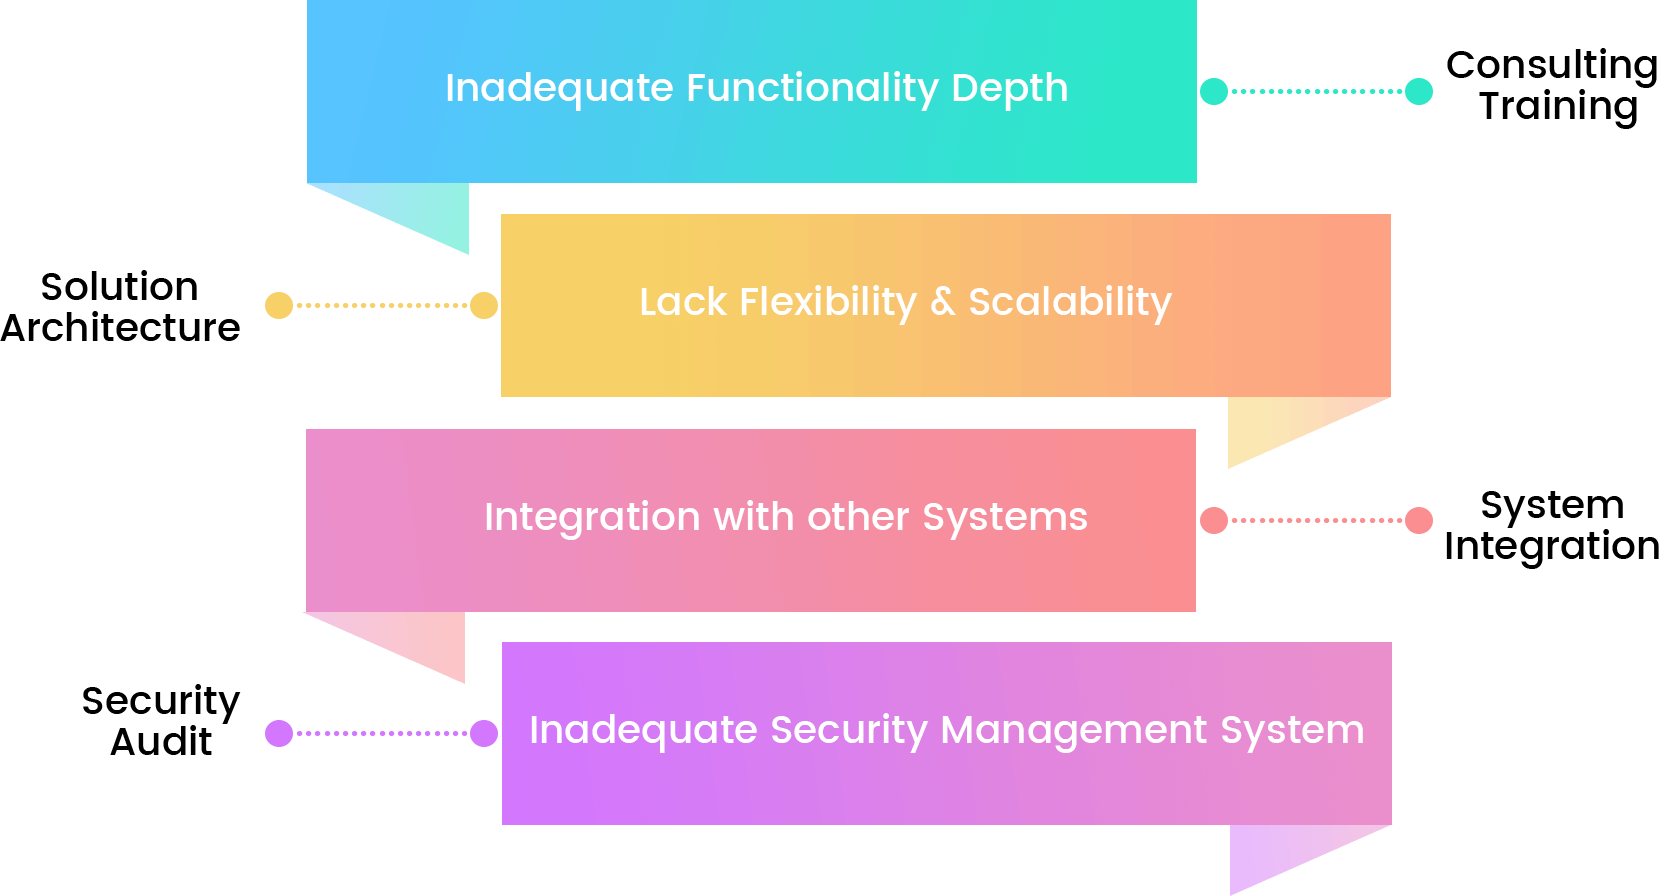 Inadequate Functionality Depth
Consulting
Training
Solution
Architecture
Lack Flexibility & Scalability
Integration with other Systems
System
Integration
Security
Audit
Inadequate Security Management System